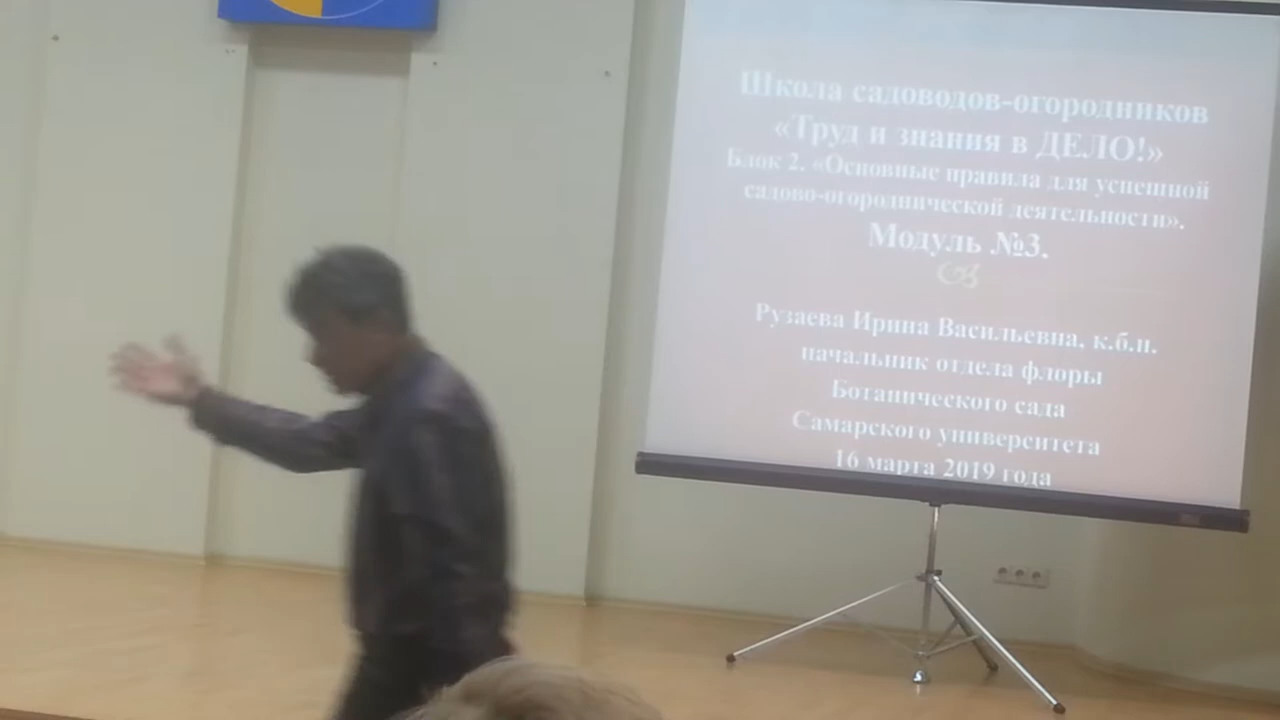 Школа садоводов-огородников
«Труд и знания в ДЕЛО!»
Блок 2. «Основные правила для успешной
садово-огороднической деятельности».
Модуль №3.
Рузаева Ирина Васильевна, к.б.н.
начальник отдела флоры
Ботанического сада
Самарского университета
16 марта 2019 года